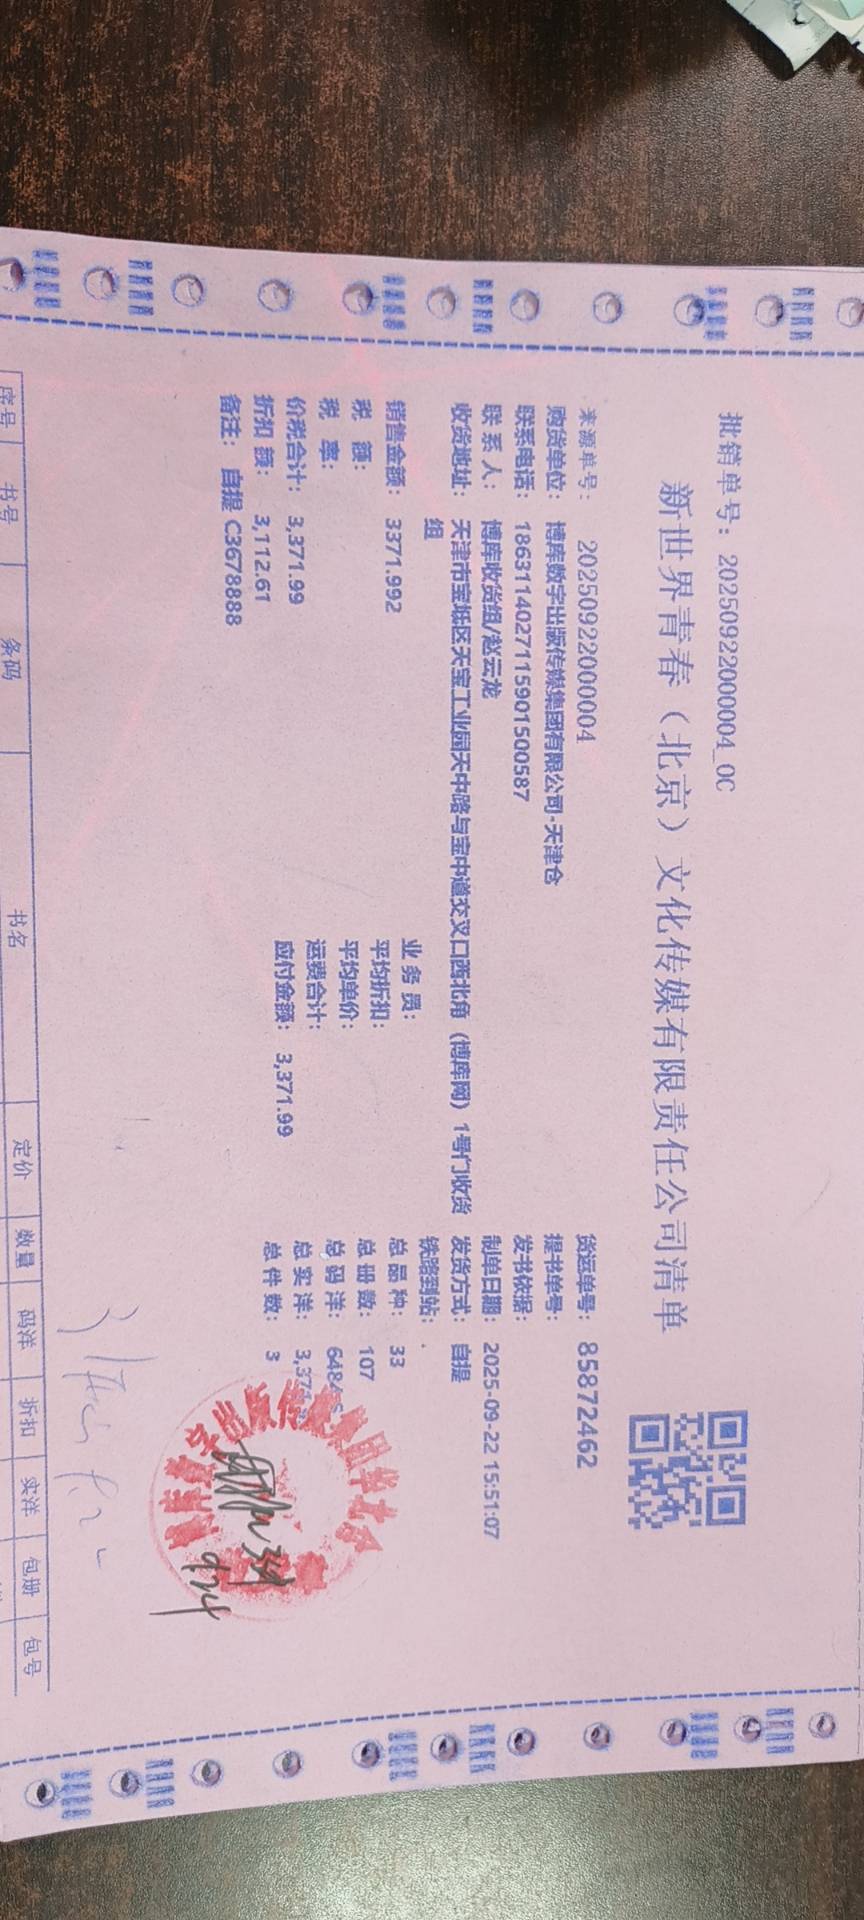 批销单号：20250922000004_0C
新世界青春（北京）文化传媒有限责任公司清单
来源单号：20250922000004
货运单号：85872462
购货单位：博库数字出版传媒集团有限公司-天津仓
提书单号：
联系电话：18631140271 15901500587
发书依据：
联系人：博库收货组/赵云龙
制单日期：2025-09-22 15:51:07
收货地址：天津市宝坻区天宝工业园天中路与宝中道交叉口西北角（博库网）1号门收货组
发货方式：自提
铁路到站：
销售金额：3371.992
业务员：
总品种：33
税额：
平均折扣：
总册数：107
税率：
平均单价：
总码洋：
价税合计：3,371.99
运费合计：
总实洋：
折扣额：3,112.61
应付金额：3,371.99
总件数：3
备注：自提 C3678888
序号 书号 条码 书名 定价 数量 码洋 折扣 实洋 包册 包号